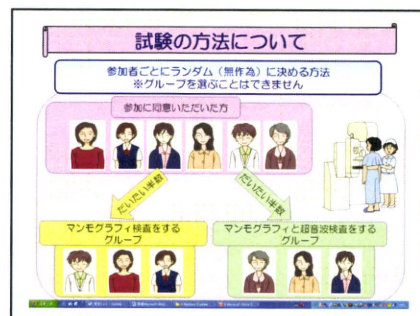 試験の方法について
参加者ごとにランダム（無作為）に決める方法
※グループを選ぶことはできません
参加に同意いただいた方
だいたい半数
だいたい半数
マンモグラフィ検査をする
グループ
マンモグラフィと超音波検査をする
グループ